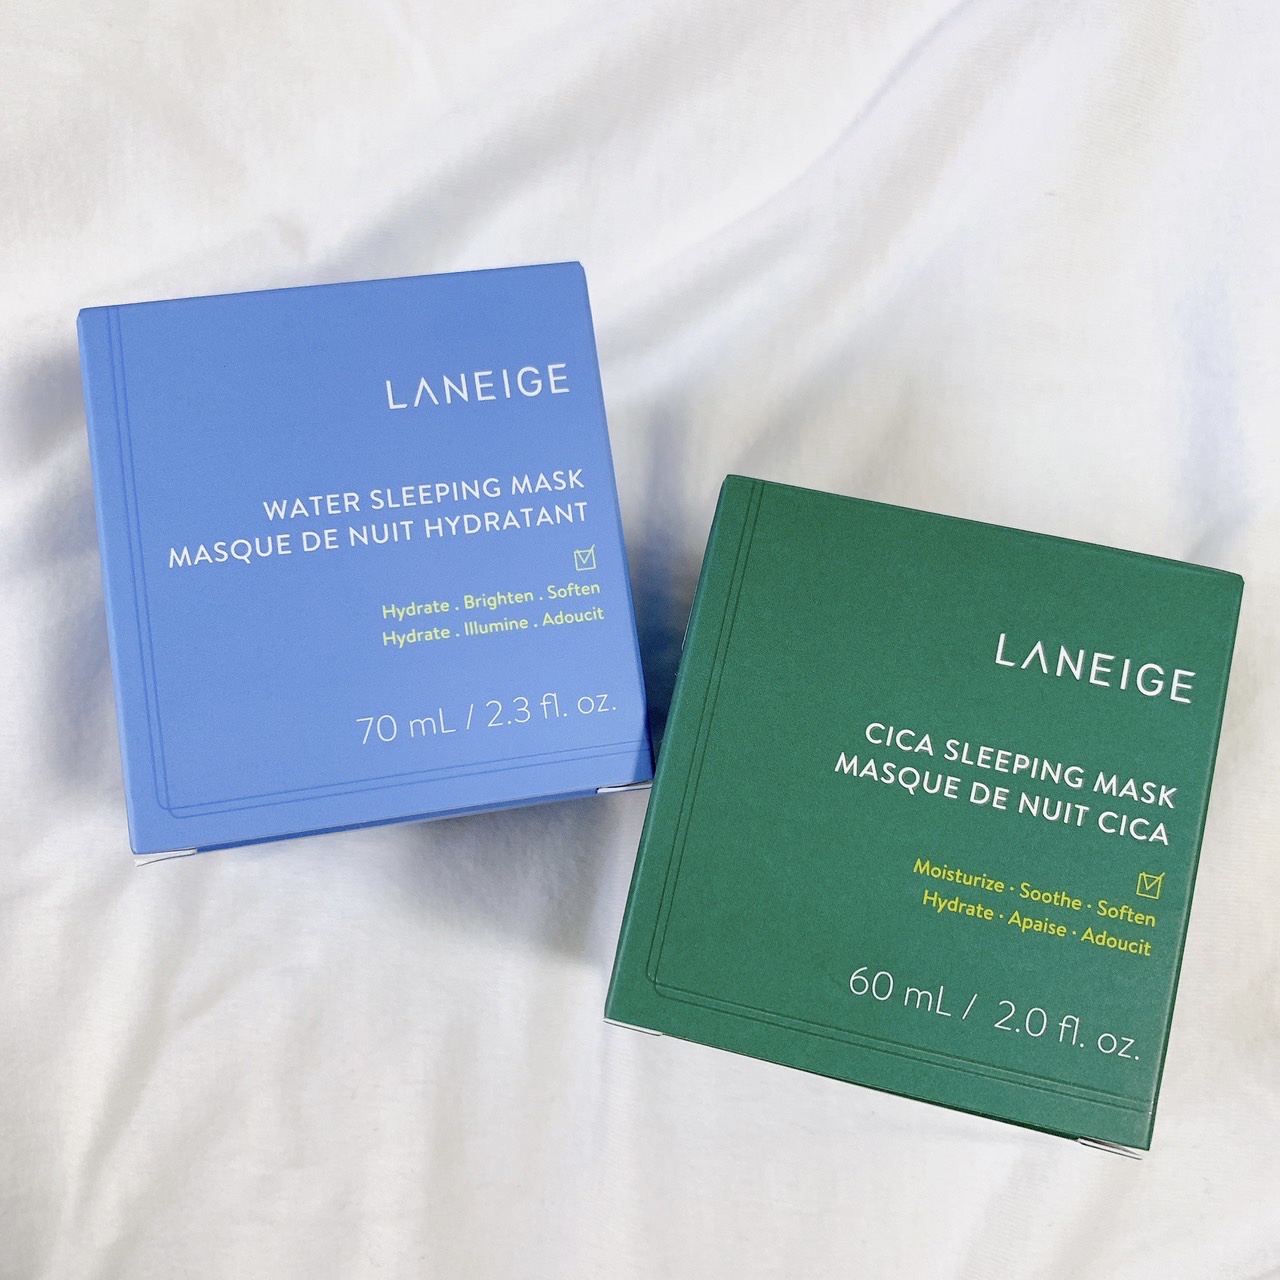 LANEIGE
WATER SLEEPING MASK
MASQUE DE NUIT HYDRATANT
Hydrate . Brighten . Soften
Hydrate . Illumine . Adoucit
70 mL / 2.3 fl. oz.
LANEIGE
CICA SLEEPING MASK
MASQUE DE NUIT CICA
Moisturize · Soothe · Soften
Hydrate · Apaise · Adoucit
60 mL / 2.0 fl. oz.